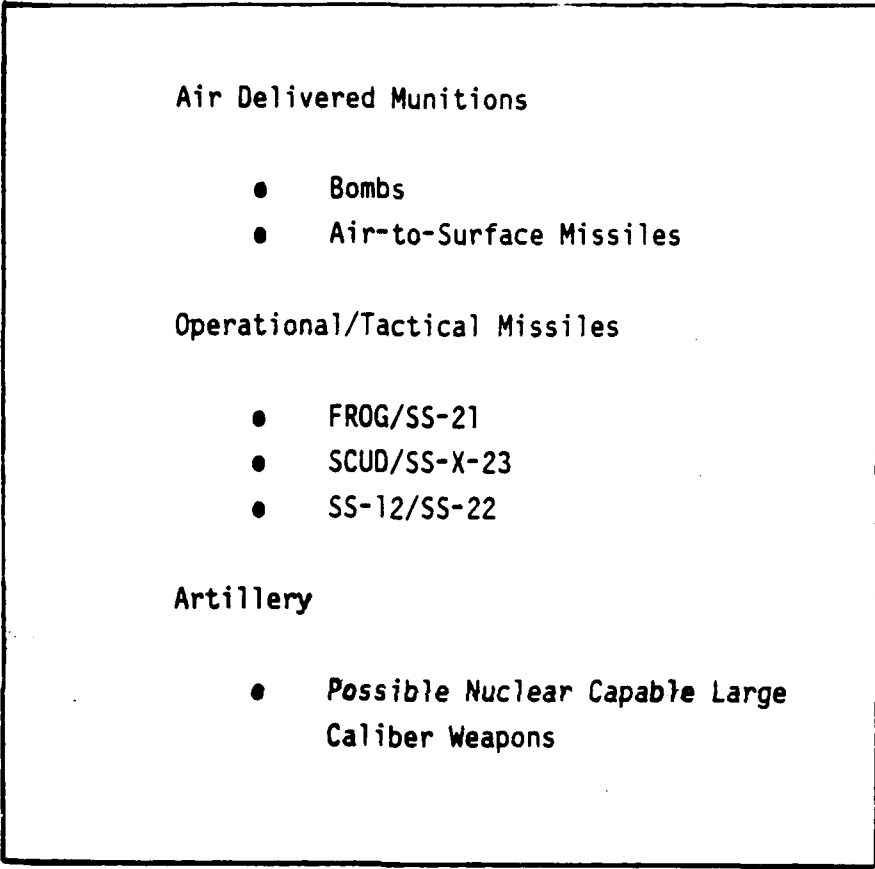 Air Delivered Munitions
● Bombs
● Air-to-Surface Missiles
Operational/Tactical Missiles
● FROG/SS-21
● SCUD/SS-X-23
● SS-12/SS-22
Artillery
● Possible Nuclear Capable Large
Caliber Weapons